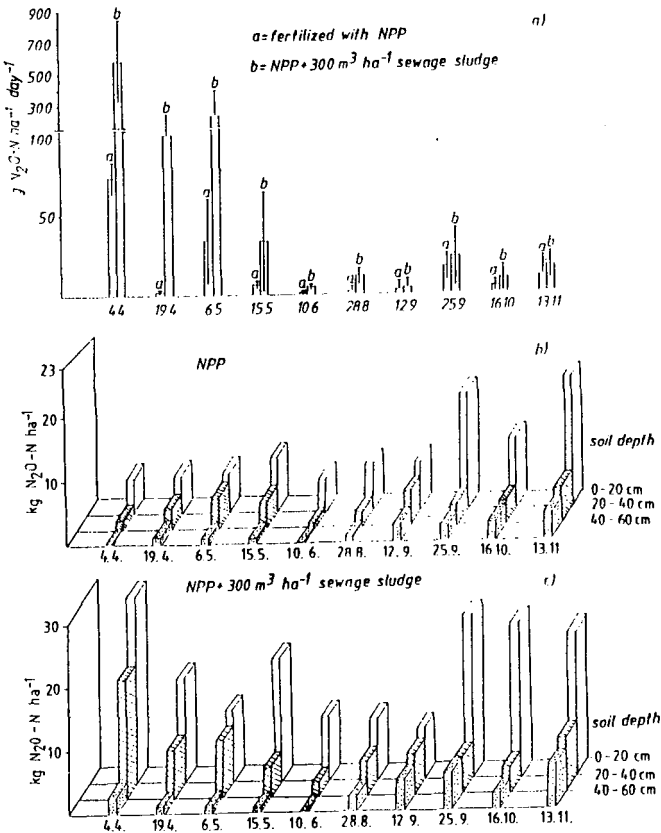 900
b
a)
a=fertilized with NPP
700
b=NPP+300 m³ ha⁻¹ sewage sludge
500
b
b
300
g N₂O-N ha⁻¹ day⁻¹
100
a
b
a
50
b
b
a
b
a b
a
a b
a
b
a
a b
4.4 19.4 6.5 15.5 10.6 28.8 12.9 25.9 16.10 13.11
b)
23
NPP
20
kg N₂O-N ha⁻¹
soil depth
10
0-20 cm
20-40 cm
40-60 cm
4.4. 19.4. 6.5. 15.5. 10.6. 28.8. 12.9. 25.9. 16.10. 13.11
NPP+300 m³ ha⁻¹ sewage sludge
c)
30
kg N₂O-N ha⁻¹
20
soil depth
10
0-20 cm
20-40 cm
40-60 cm
4.4. 19.4. 6.5. 15.5. 10.6. 28.8. 12.9. 25.9. 16.10. 13.11.